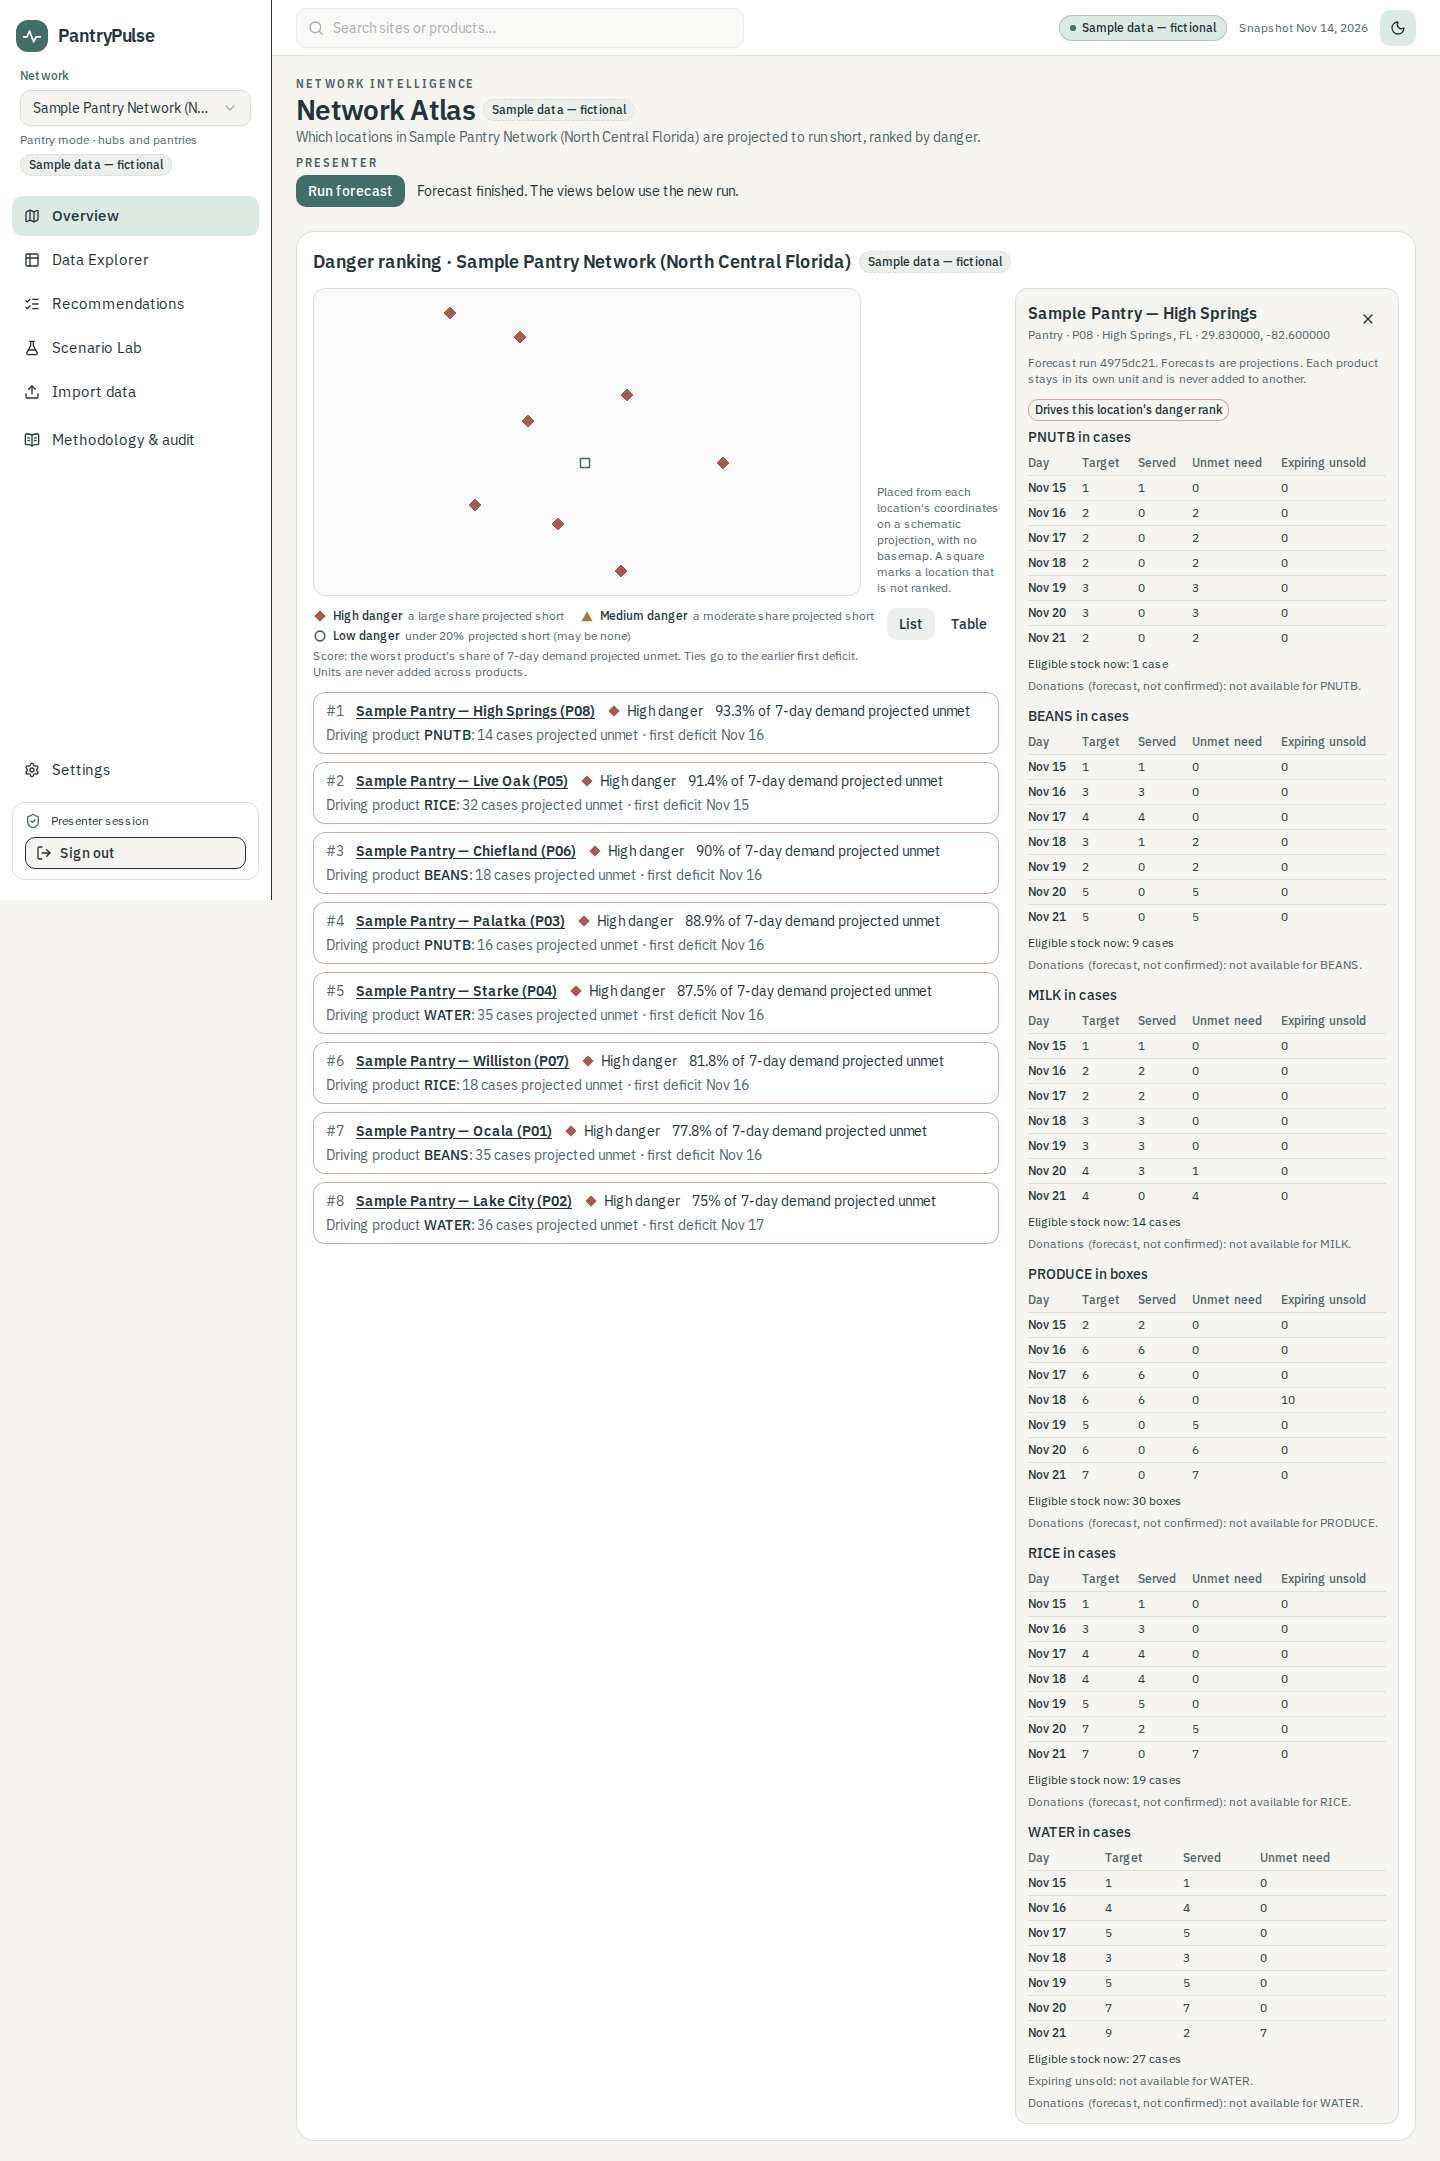 PantryPulse
Network
Sample Pantry Network (N...
Pantry mode · hubs and pantries
Sample data — fictional
Overview
Data Explorer
Recommendations
Scenario Lab
Import data
Methodology & audit
Settings
Presenter session
Sign out
Search sites or products...
Sample data — fictional
Snapshot Nov 14, 2026
NETWORK INTELLIGENCE
Network Atlas Sample data — fictional
Which locations in Sample Pantry Network (North Central Florida) are projected to run short, ranked by danger.
PRESENTER
Run forecast Forecast finished. The views below use the new run.
Danger ranking · Sample Pantry Network (North Central Florida) Sample data — fictional
Placed from each
location's coordinates
on a schematic
projection, with no
basemap. A square
marks a location that
is not ranked.
High danger a large share projected short Medium danger a moderate share projected short
Low danger under 20% projected short (may be none)
Score: the worst product's share of 7-day demand projected unmet. Ties go to the earlier first deficit.
Units are never added across products.
List Table
#1 Sample Pantry — High Springs (P08) High danger 93.3% of 7-day demand projected unmet
Driving product PNUTB: 14 cases projected unmet · first deficit Nov 16
#2 Sample Pantry — Live Oak (P05) High danger 91.4% of 7-day demand projected unmet
Driving product RICE: 32 cases projected unmet · first deficit Nov 15
#3 Sample Pantry — Chiefland (P06) High danger 90% of 7-day demand projected unmet
Driving product BEANS: 18 cases projected unmet · first deficit Nov 16
#4 Sample Pantry — Palatka (P03) High danger 88.9% of 7-day demand projected unmet
Driving product PNUTB: 16 cases projected unmet · first deficit Nov 16
#5 Sample Pantry — Starke (P04) High danger 87.5% of 7-day demand projected unmet
Driving product WATER: 35 cases projected unmet · first deficit Nov 16
#6 Sample Pantry — Williston (P07) High danger 81.8% of 7-day demand projected unmet
Driving product RICE: 18 cases projected unmet · first deficit Nov 16
#7 Sample Pantry — Ocala (P01) High danger 77.8% of 7-day demand projected unmet
Driving product BEANS: 35 cases projected unmet · first deficit Nov 16
#8 Sample Pantry — Lake City (P02) High danger 75% of 7-day demand projected unmet
Driving product WATER: 36 cases projected unmet · first deficit Nov 17
Sample Pantry — High Springs
Pantry · P08 · High Springs, FL · 29.830000, -82.600000
Forecast run 4975dc21. Forecasts are projections. Each product
stays in its own unit and is never added to another.
Drives this location's danger rank
PNUTB in cases
Day Target Served Unmet need Expiring unsold
Nov 15 1 1 0 0
Nov 16 2 0 2 0
Nov 17 2 0 2 0
Nov 18 2 0 2 0
Nov 19 3 0 3 0
Nov 20 3 0 3 0
Nov 21 2 0 2 0
Eligible stock now: 1 case
Donations (forecast, not confirmed): not available for PNUTB.
BEANS in cases
Day Target Served Unmet need Expiring unsold
Nov 15 1 1 0 0
Nov 16 3 3 0 0
Nov 17 4 4 0 0
Nov 18 3 1 2 0
Nov 19 2 0 2 0
Nov 20 5 0 5 0
Nov 21 5 0 5 0
Eligible stock now: 9 cases
Donations (forecast, not confirmed): not available for BEANS.
MILK in cases
Day Target Served Unmet need Expiring unsold
Nov 15 1 1 0 0
Nov 16 2 2 0 0
Nov 17 2 2 0 0
Nov 18 3 3 0 0
Nov 19 3 3 0 0
Nov 20 4 3 1 0
Nov 21 4 0 4 0
Eligible stock now: 14 cases
Donations (forecast, not confirmed): not available for MILK.
PRODUCE in boxes
Day Target Served Unmet need Expiring unsold
Nov 15 2 2 0 0
Nov 16 6 6 0 0
Nov 17 6 6 0 0
Nov 18 6 6 0 10
Nov 19 5 0 5 0
Nov 20 6 0 6 0
Nov 21 7 0 7 0
Eligible stock now: 30 boxes
Donations (forecast, not confirmed): not available for PRODUCE.
RICE in cases
Day Target Served Unmet need Expiring unsold
Nov 15 1 1 0 0
Nov 16 3 3 0 0
Nov 17 4 4 0 0
Nov 18 4 4 0 0
Nov 19 5 5 0 0
Nov 20 7 2 5 0
Nov 21 7 0 7 0
Eligible stock now: 19 cases
Donations (forecast, not confirmed): not available for RICE.
WATER in cases
Day Target Served Unmet need
Nov 15 1 1 0
Nov 16 4 4 0
Nov 17 5 5 0
Nov 18 3 3 0
Nov 19 5 5 0
Nov 20 7 7 0
Nov 21 9 2 7
Eligible stock now: 27 cases
Expiring unsold: not available for WATER.
Donations (forecast, not confirmed): not available for WATER.